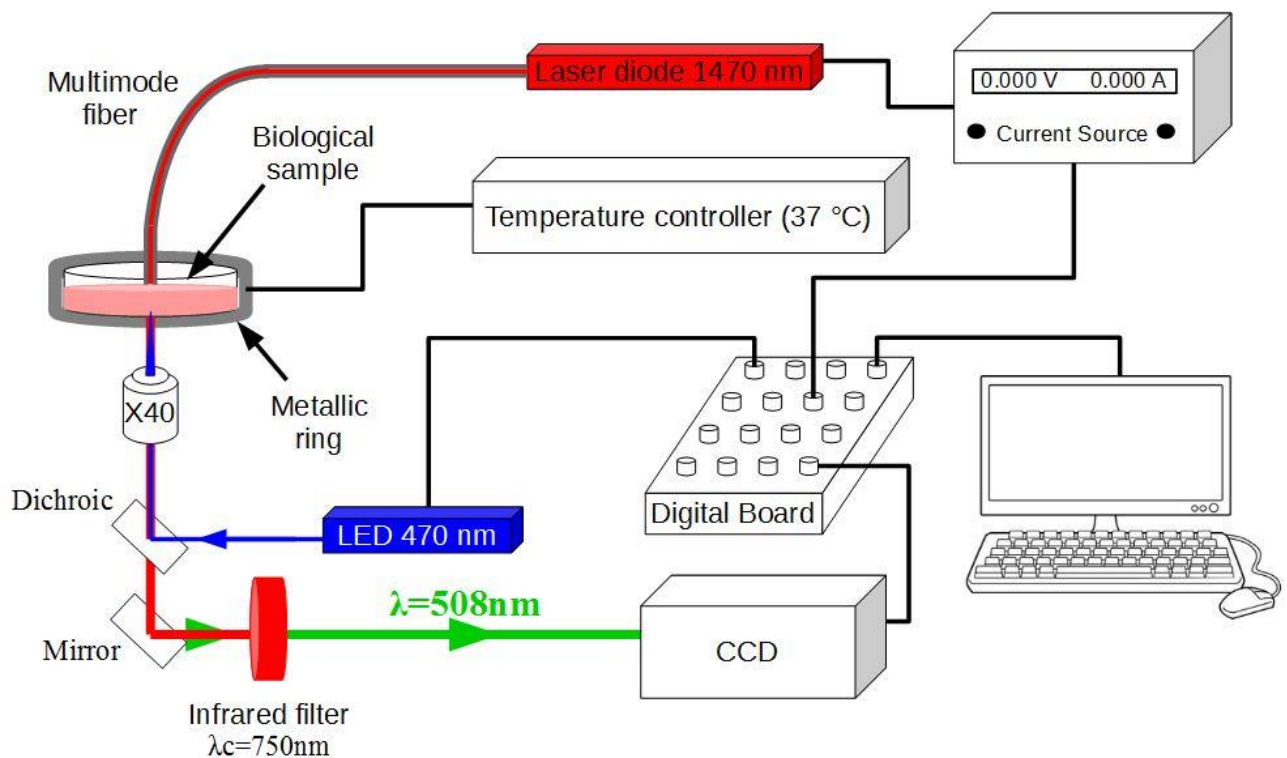 Laser diode 1470 nm
0.000 V 0.000 A
Current Source
Multimode
fiber
Biological
sample
Temperature controller (37 °C)
X40
Metallic
ring
Dichroic
LED 470 nm
Digital Board
λ=508nm
Mirror
CCD
Infrared filter
λc=750nm